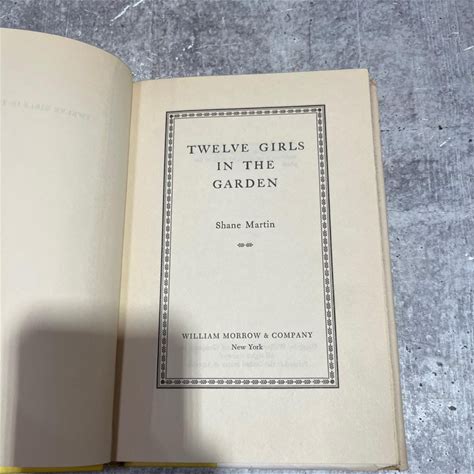 TWELVE GIRLS
IN THE
GARDEN
Shane Martin
WILLIAM MORROW & COMPANY
New York